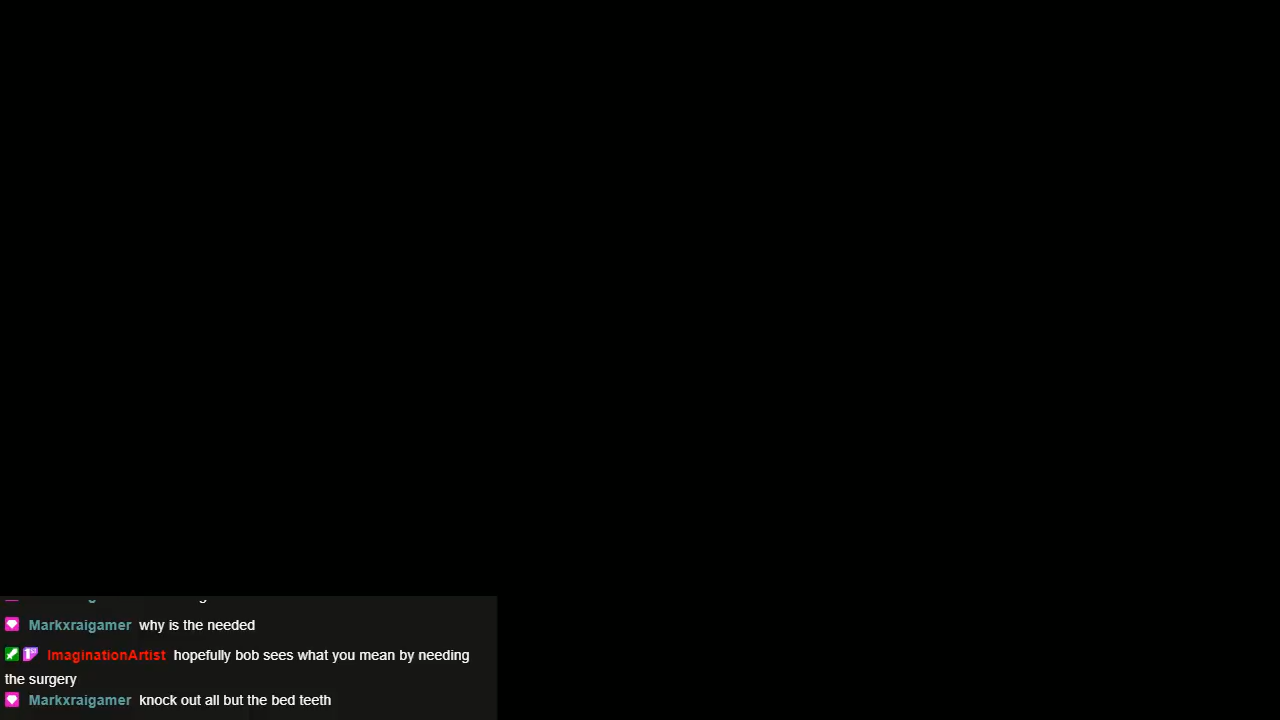 Markxraigamer why is the needed
ImaginationArtist hopefully bob sees what you mean by needing
the surgery
Markxraigamer knock out all but the bed teeth